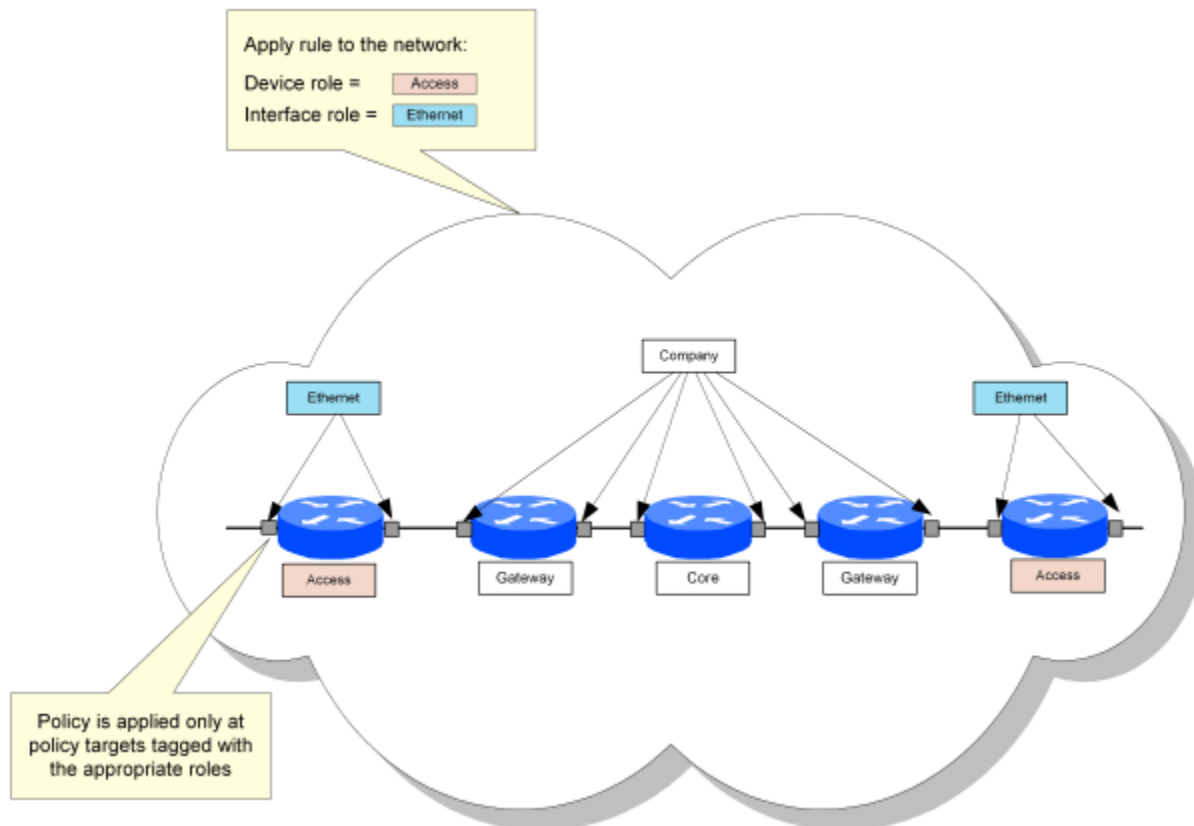 Apply rule to the network:
Device role = Access
Interface role = Ethernet
Company
Ethernet
Ethernet
Access
Gateway
Core
Gateway
Access
Policy is applied only at
policy targets tagged with
the appropriate roles